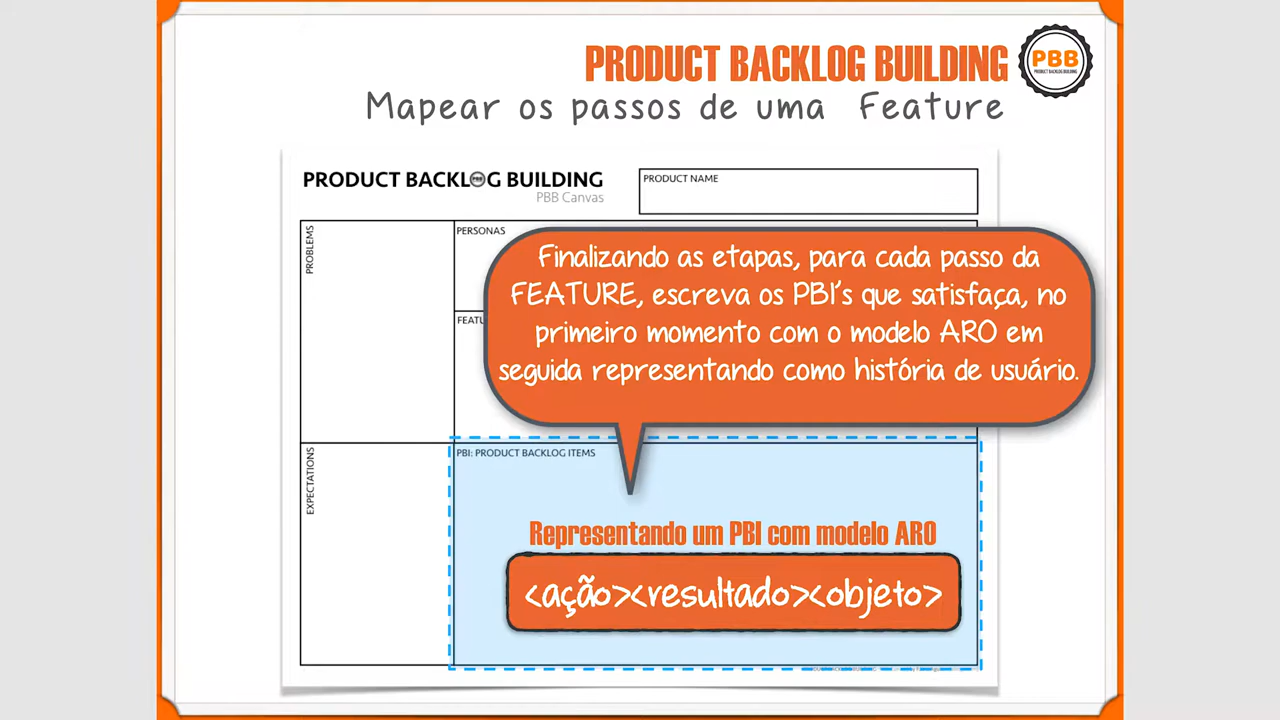 PRODUCT BACKLOG BUILDING
PBB
PRODUCT BACKLOG BUILDING
Mapear os passos de uma Feature
PRODUCT BACKLOG BUILDING
PBB Canvas
PRODUCT NAME
PROBLEMS
PERSONAS
Finalizando as etapas, para cada passo da
FEATURE, escreva os PBI's que satisfaça, no
primeiro momento com o modelo ARO em
seguida representando como história de usuário.
FEATU
EXPECTATIONS
PBI: PRODUCT BACKLOG ITEMS
Representando um PBI com modelo ARO
<ação><resultado><objeto>